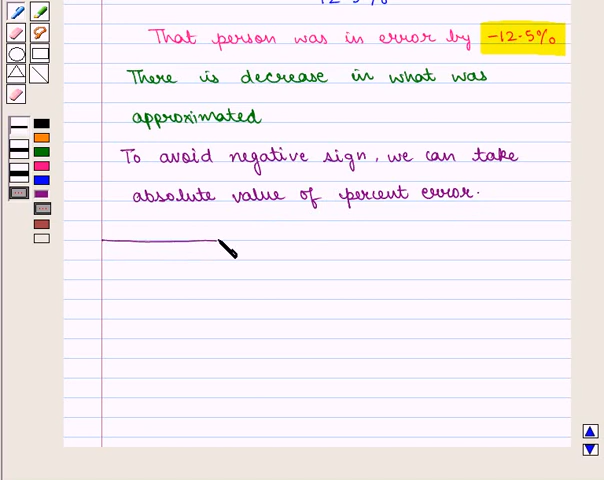 That person was in error by -12.5%
There is decrease in what was
approximated
To avoid negative sign, we can take
absolute value of percent error.